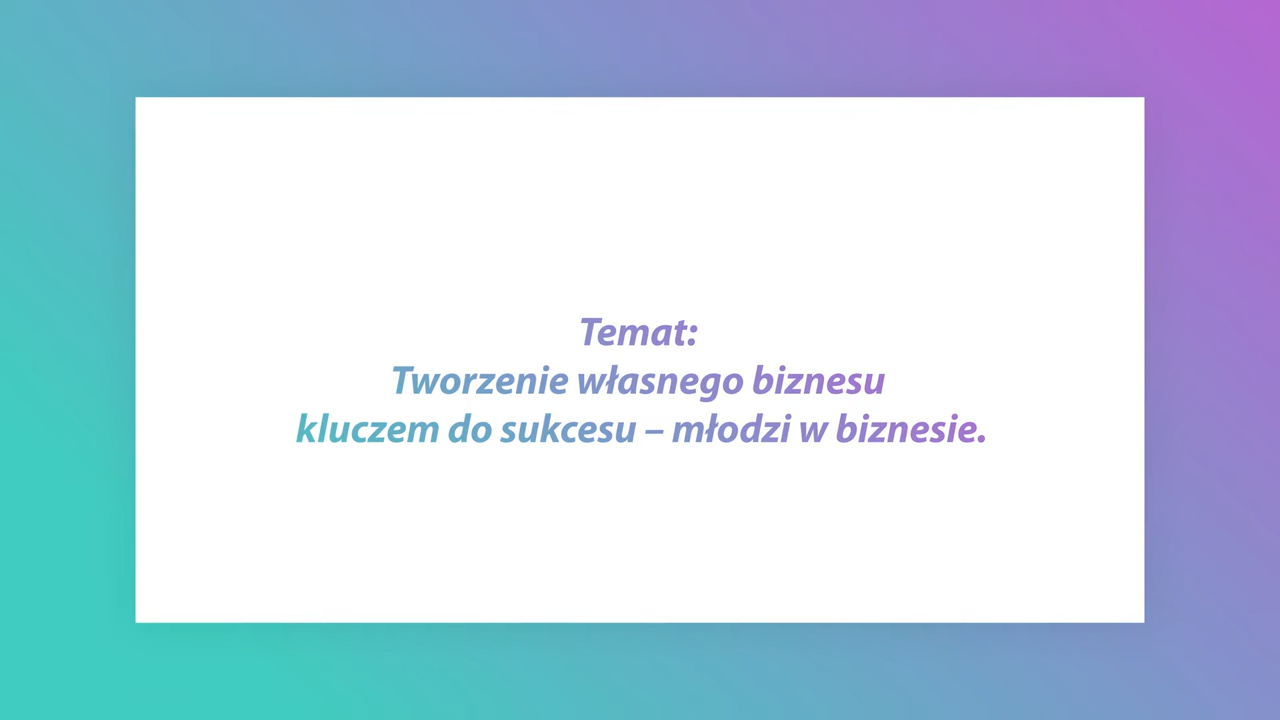 Temat:
Tworzenie własnego biznesu
kluczem do sukcesu – młodzi w biznesie.